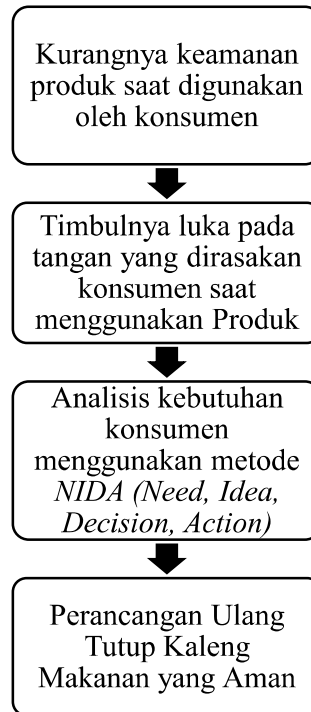 Kurangnya keamanan
produk saat digunakan
oleh konsumen
Timbulnya luka pada
tangan yang dirasakan
konsumen saat
menggunakan Produk
Analisis kebutuhan
konsumen
menggunakan metode
NIDA (Need, Idea,
Decision, Action)
Perancangan Ulang
Tutup Kaleng
Makanan yang Aman